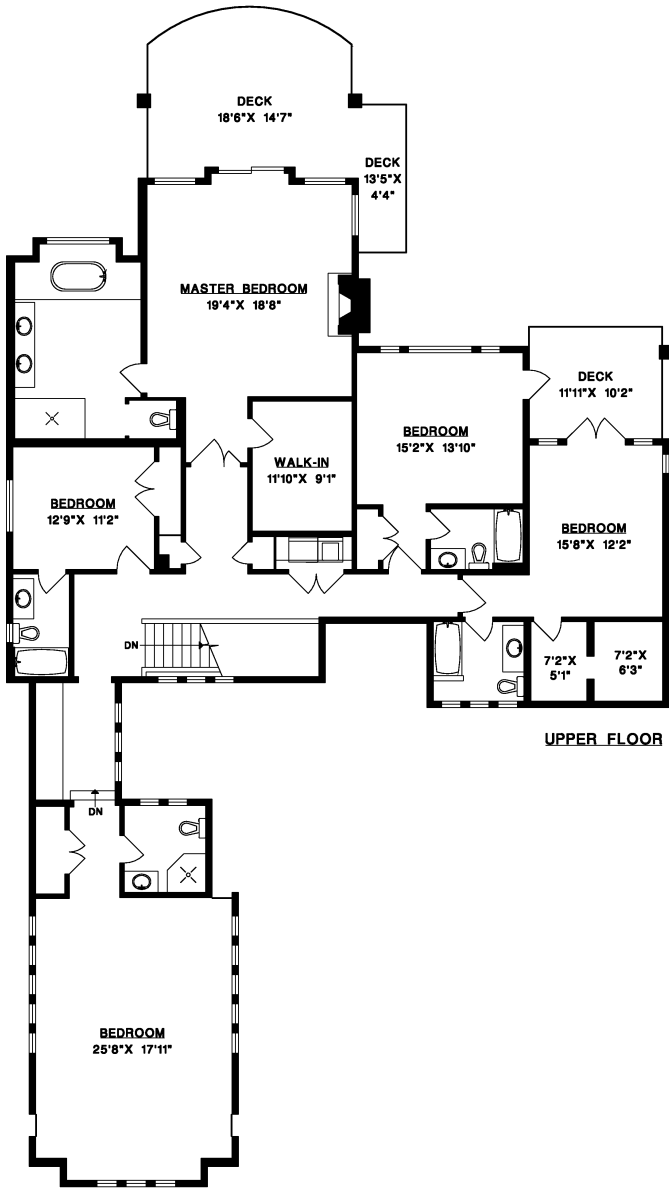 DECK
18'6"X 14'7"
DECK
13'5"X
4'4"
MASTER BEDROOM
19'4"X 18'8"
DECK
11'11"X 10'2"
BEDROOM
15'2"X 13'10"
WALK-IN
11'10"X 9'1"
BEDROOM
12'9"X 11'2"
BEDROOM
15'8"X 12'2"
DN
7'2"X
5'1"
7'2"X
6'3"
UPPER FLOOR
DN
BEDROOM
25'8"X 17'11"